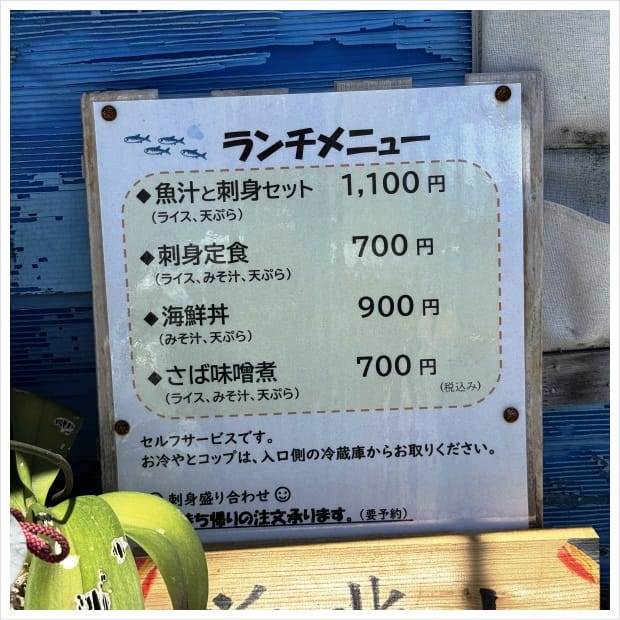 ランチメニュー
◆魚汁と刺身セット 1,100円
(ライス、天ぷら)
◆刺身定食 700円
(ライス、みそ汁、天ぷら)
◆海鮮丼 900円
(みそ汁、天ぷら)
◆さば味噌煮 700円
(ライス、みそ汁、天ぷら)
(税込み)
セルフサービスです。
お冷やとコップは、入口側の冷蔵庫からお取りください。
刺身盛り合わせ☺
ち帰りの注文承ります。(要予約)